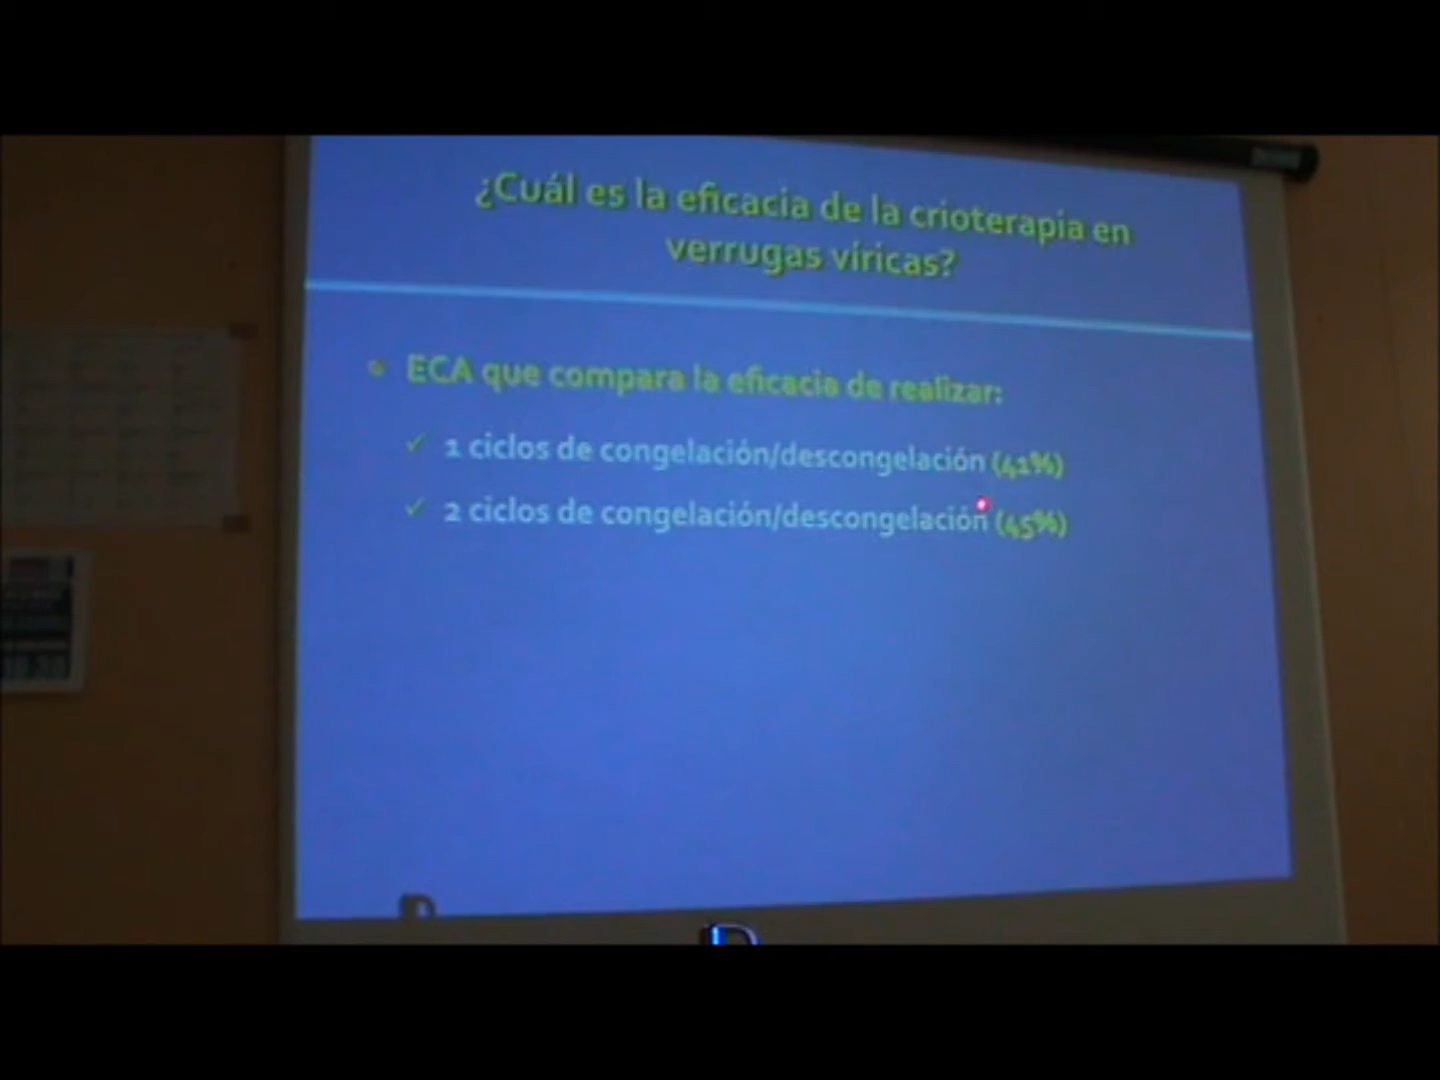 ¿Cuál es la eficacia de la crioterapia en
verrugas víricas?
• ECA que compara la eficacia de realizar:
✓ 1 ciclos de congelación/descongelación (41%)
✓ 2 ciclos de congelación/descongelación (45%)